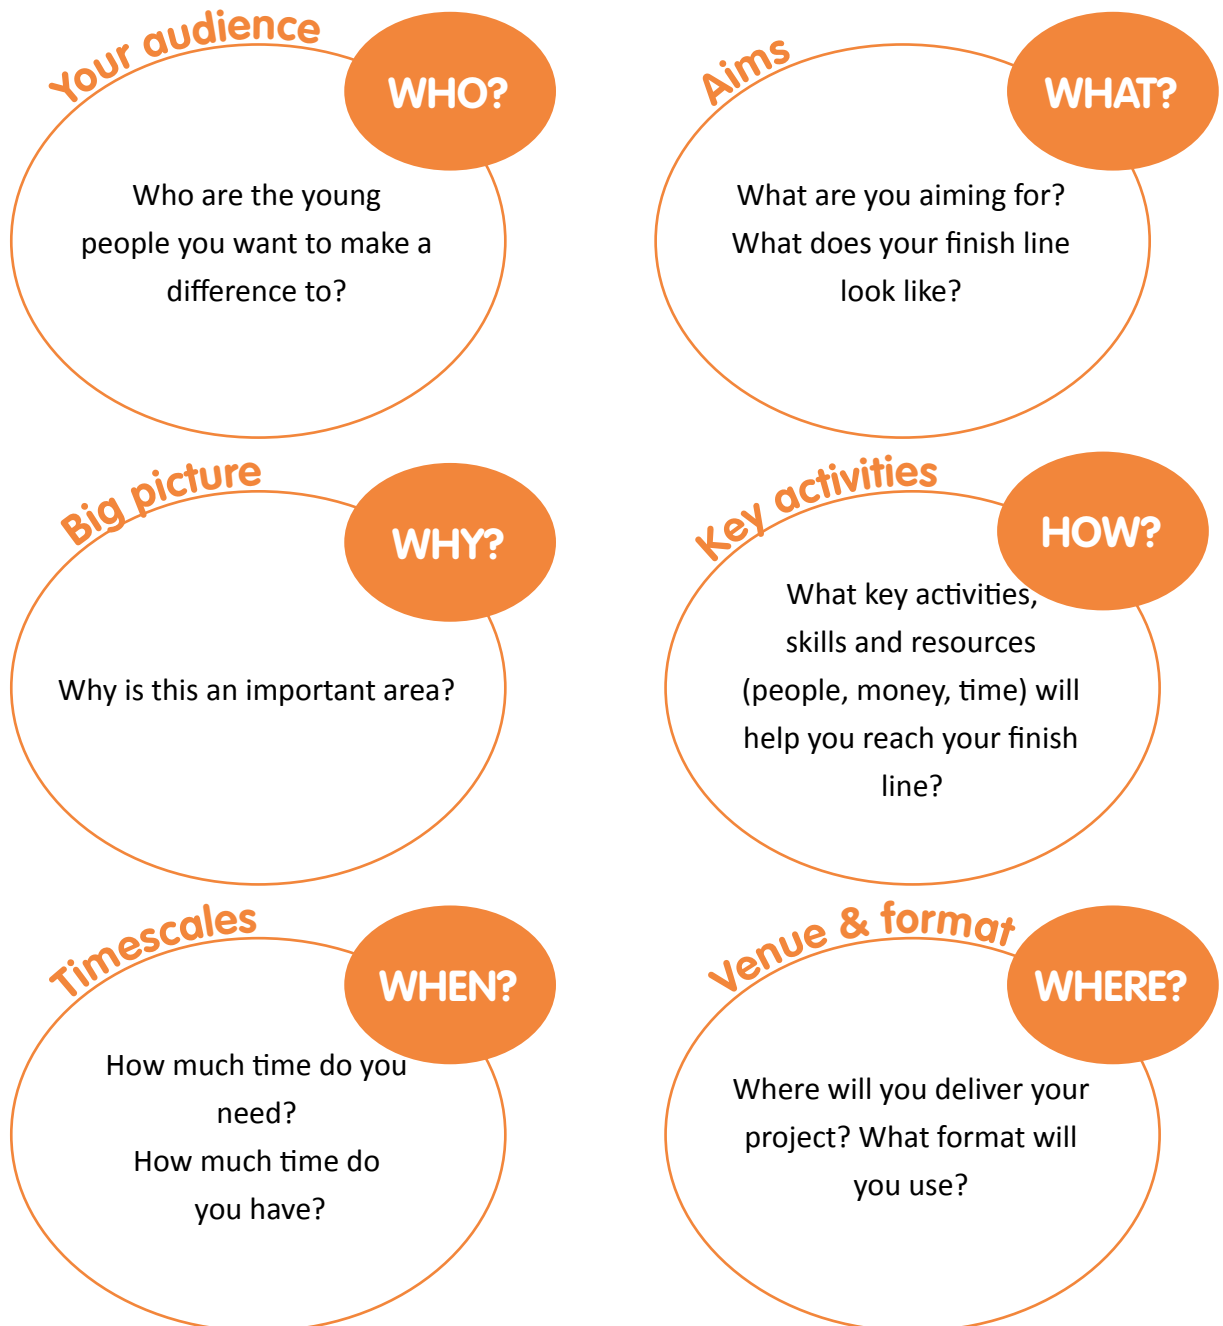 Your audience
WHO?
Who are the young
people you want to make a
difference to?
Aims
WHAT?
What are you aiming for?
What does your finish line
look like?
Big picture
WHY?
Why is this an important area?
Key activities
HOW?
What key activities,
skills and resources
(people, money, time) will
help you reach your finish
line?
Timescales
WHEN?
How much time do you
need?
How much time do
you have?
Venue & format
WHERE?
Where will you deliver your
project? What format will
you use?